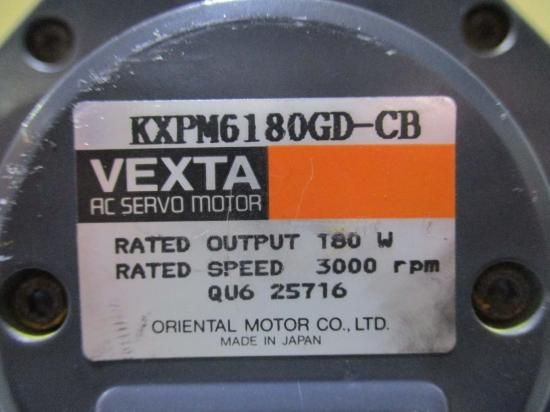 KXPM6180GD-CB
VEXTA
AC SERVO MOTOR
RATED OUTPUT 180 W
RATED SPEED 3000 rpm
QU6 25716
ORIENTAL MOTOR CO., LTD.
MADE IN JAPAN